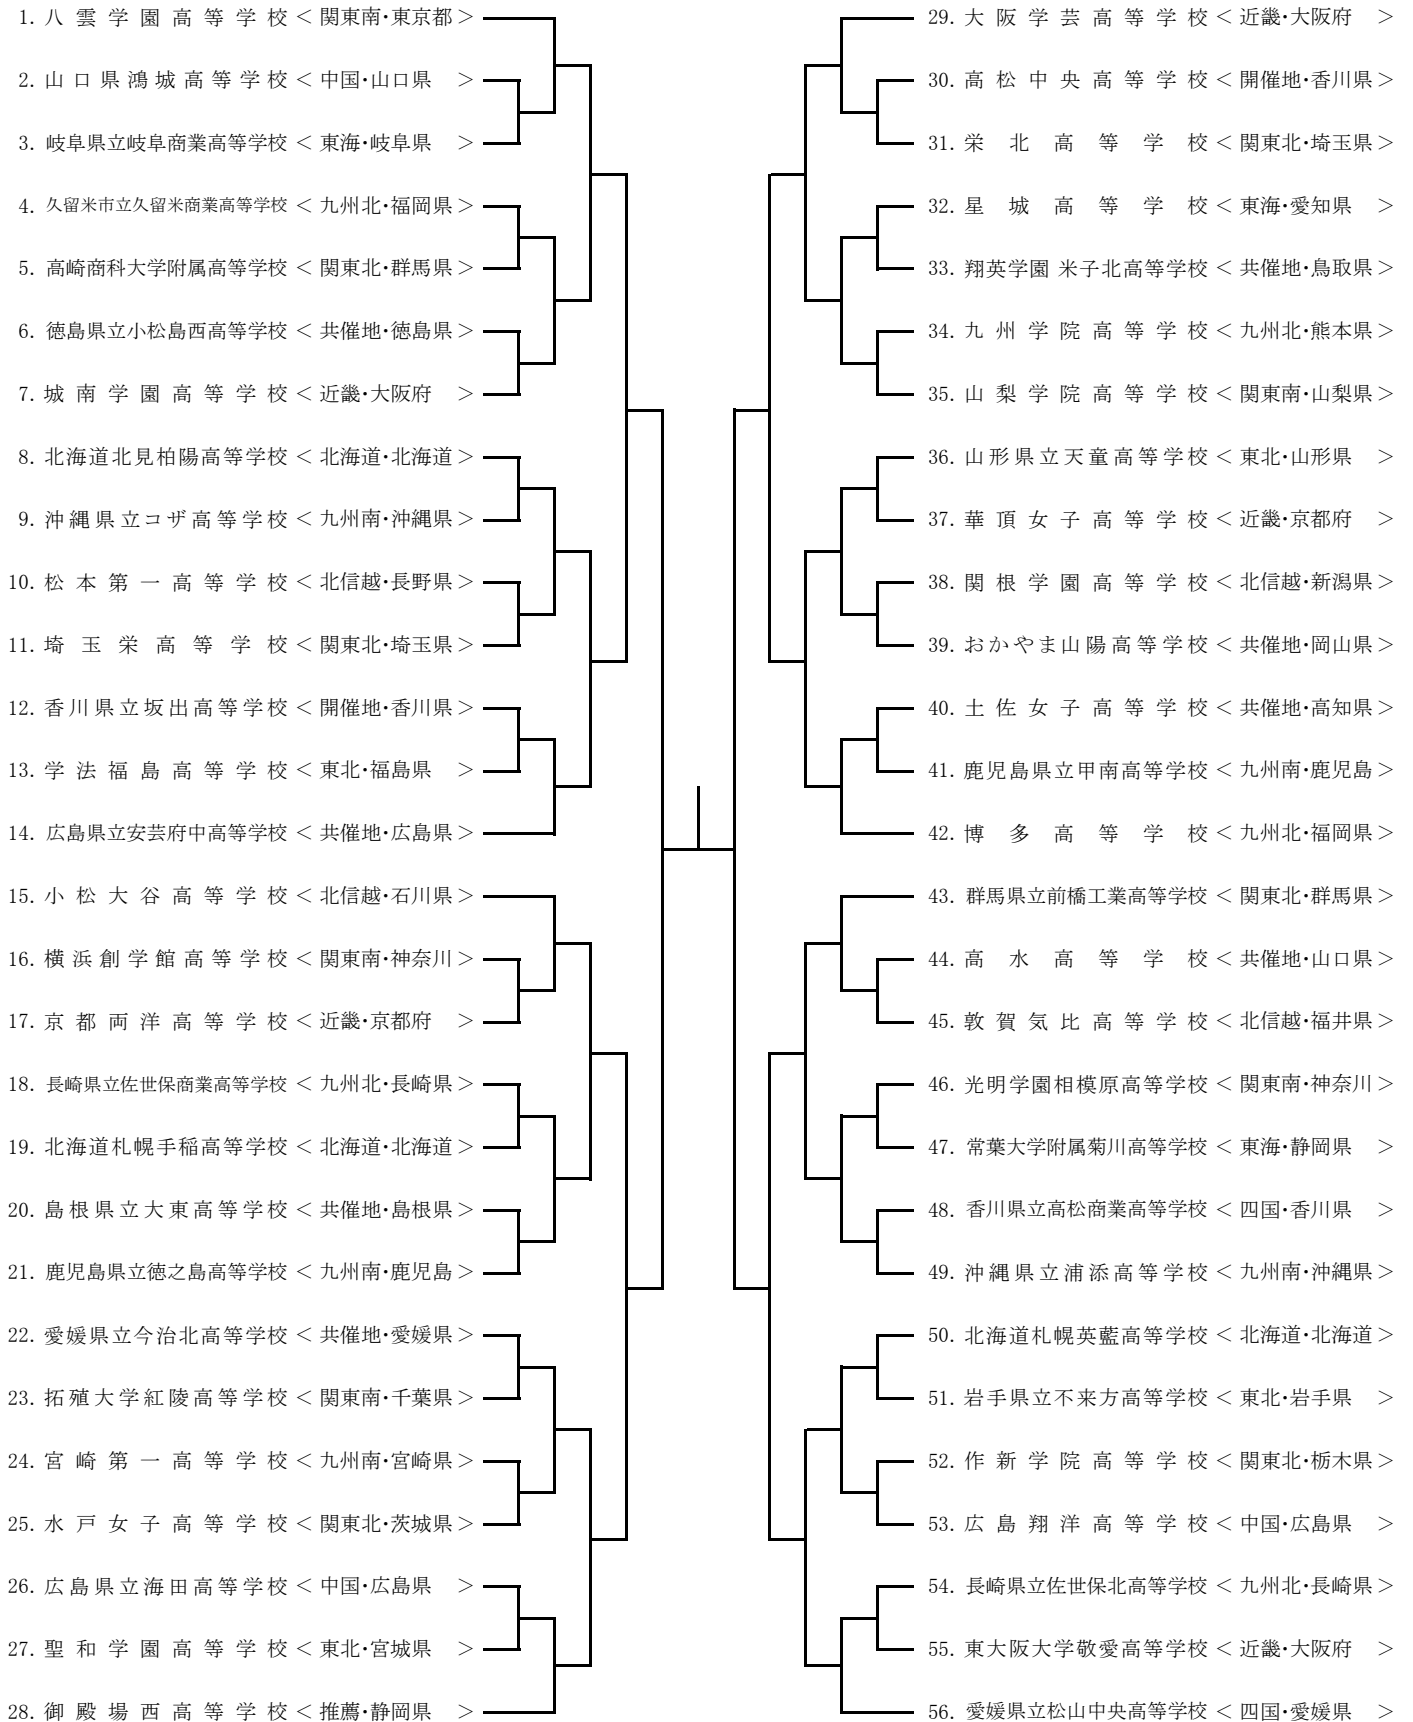 1. 八雲学園高等学校 < 関東南・東京都 >
2. 山口県鴻城高等学校 < 中国・山口県 >
3. 岐阜県立岐阜商業高等学校 < 東海・岐阜県 >
4. 久留米市立久留米商業高等学校 < 九州北・福岡県 >
5. 高崎商科大学附属高等学校 < 関東北・群馬県 >
6. 徳島県立小松島西高等学校 < 共催地・徳島県 >
7. 城南学園高等学校 < 近畿・大阪府 >
8. 北海道北見柏陽高等学校 < 北海道・北海道 >
9. 沖縄県立コザ高等学校 < 九州南・沖縄県 >
10. 松本第一高等学校 < 北信越・長野県 >
11. 埼玉栄高等学校 < 関東北・埼玉県 >
12. 香川県立坂出高等学校 < 開催地・香川県 >
13. 学法福島高等学校 < 東北・福島県 >
14. 広島県立安芸府中高等学校 < 共催地・広島県 >
15. 小松大谷高等学校 < 北信越・石川県 >
16. 横浜創学館高等学校 < 関東南・神奈川 >
17. 京都両洋高等学校 < 近畿・京都府 >
18. 長崎県立佐世保商業高等学校 < 九州北・長崎県 >
19. 北海道札幌手稲高等学校 < 北海道・北海道 >
20. 島根県立大東高等学校 < 共催地・島根県 >
21. 鹿児島県立徳之島高等学校 < 九州南・鹿児島 >
22. 愛媛県立今治北高等学校 < 共催地・愛媛県 >
23. 拓殖大学紅陵高等学校 < 関東南・千葉県 >
24. 宮崎第一高等学校 < 九州南・宮崎県 >
25. 水戸女子高等学校 < 関東北・茨城県 >
26. 広島県立海田高等学校 < 中国・広島県 >
27. 聖和学園高等学校 < 東北・宮城県 >
28. 御殿場西高等学校 < 推薦・静岡県 >
29. 大阪学芸高等学校 < 近畿・大阪府 >
30. 高松中央高等学校 < 開催地・香川県 >
31. 栄北高等学校 < 関東北・埼玉県 >
32. 星城高等学校 < 東海・愛知県 >
33. 翔英学園 米子北高等学校 < 共催地・鳥取県 >
34. 九州学院高等学校 < 九州北・熊本県 >
35. 山梨学院高等学校 < 関東南・山梨県 >
36. 山形県立天童高等学校 < 東北・山形県 >
37. 華頂女子高等学校 < 近畿・京都府 >
38. 関根学園高等学校 < 北信越・新潟県 >
39. おかやま山陽高等学校 < 共催地・岡山県 >
40. 土佐女子高等学校 < 共催地・高知県 >
41. 鹿児島県立甲南高等学校 < 九州南・鹿児島 >
42. 博多高等学校 < 九州北・福岡県 >
43. 群馬県立前橋工業高等学校 < 関東北・群馬県 >
44. 高水高等学校 < 共催地・山口県 >
45. 敦賀気比高等学校 < 北信越・福井県 >
46. 光明学園相模原高等学校 < 関東南・神奈川 >
47. 常葉大学附属菊川高等学校 < 東海・静岡県 >
48. 香川県立高松商業高等学校 < 四国・香川県 >
49. 沖縄県立浦添高等学校 < 九州南・沖縄県 >
50. 北海道札幌英藍高等学校 < 北海道・北海道 >
51. 岩手県立不来方高等学校 < 東北・岩手県 >
52. 作新学院高等学校 < 関東北・栃木県 >
53. 広島翔洋高等学校 < 中国・広島県 >
54. 長崎県立佐世保北高等学校 < 九州北・長崎県 >
55. 東大阪大学敬愛高等学校 < 近畿・大阪府 >
56. 愛媛県立松山中央高等学校 < 四国・愛媛県 >